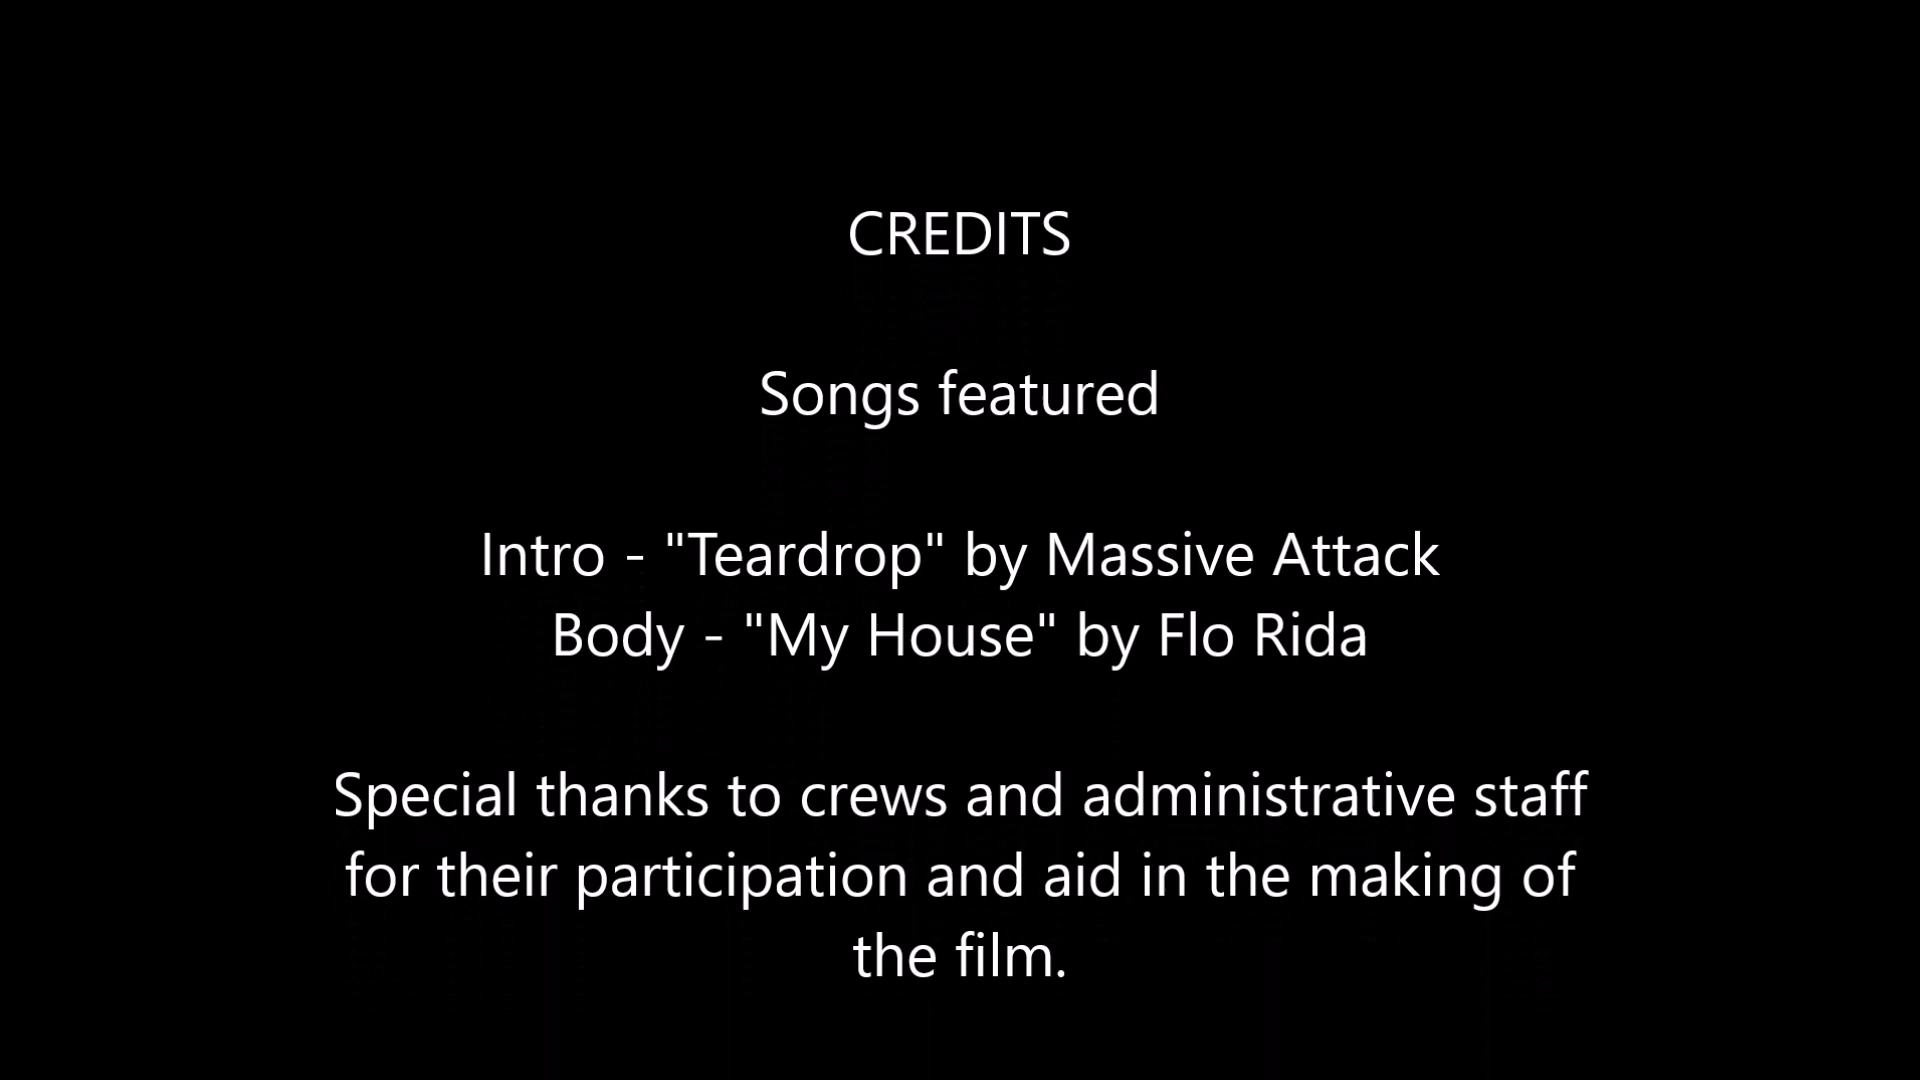 CREDITS
Songs featured
Intro - "Teardrop" by Massive Attack
Body - "My House" by Flo Rida
Special thanks to crews and administrative staff
for their participation and aid in the making of
the film.